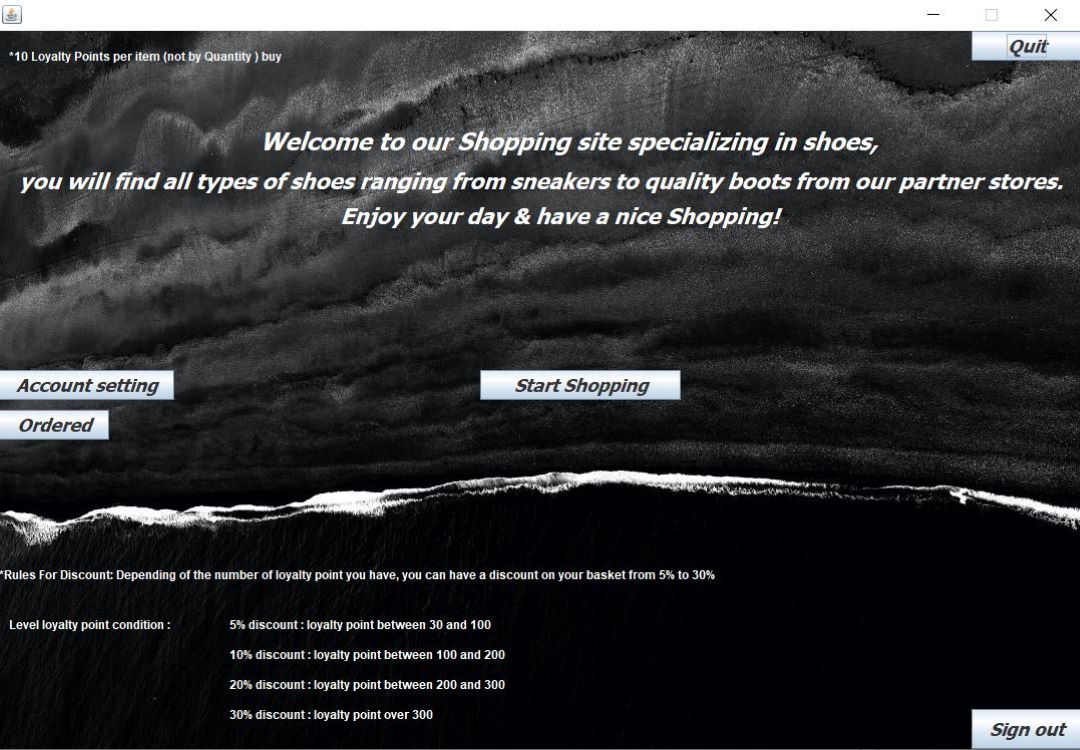 Quit
*10 Loyalty Points per item (not by Quantity ) buy
Welcome to our Shopping site specializing in shoes,
you will find all types of shoes ranging from sneakers to quality boots from our partner stores.
Enjoy your day & have a nice Shopping!
Account setting
Start Shopping
Ordered
*Rules For Discount: Depending of the number of loyalty point you have, you can have a discount on your basket from 5% to 30%
Level loyalty point condition :
5% discount : loyalty point between 30 and 100
10% discount : loyalty point between 100 and 200
20% discount : loyalty point between 200 and 300
30% discount : loyalty point over 300
Sign out